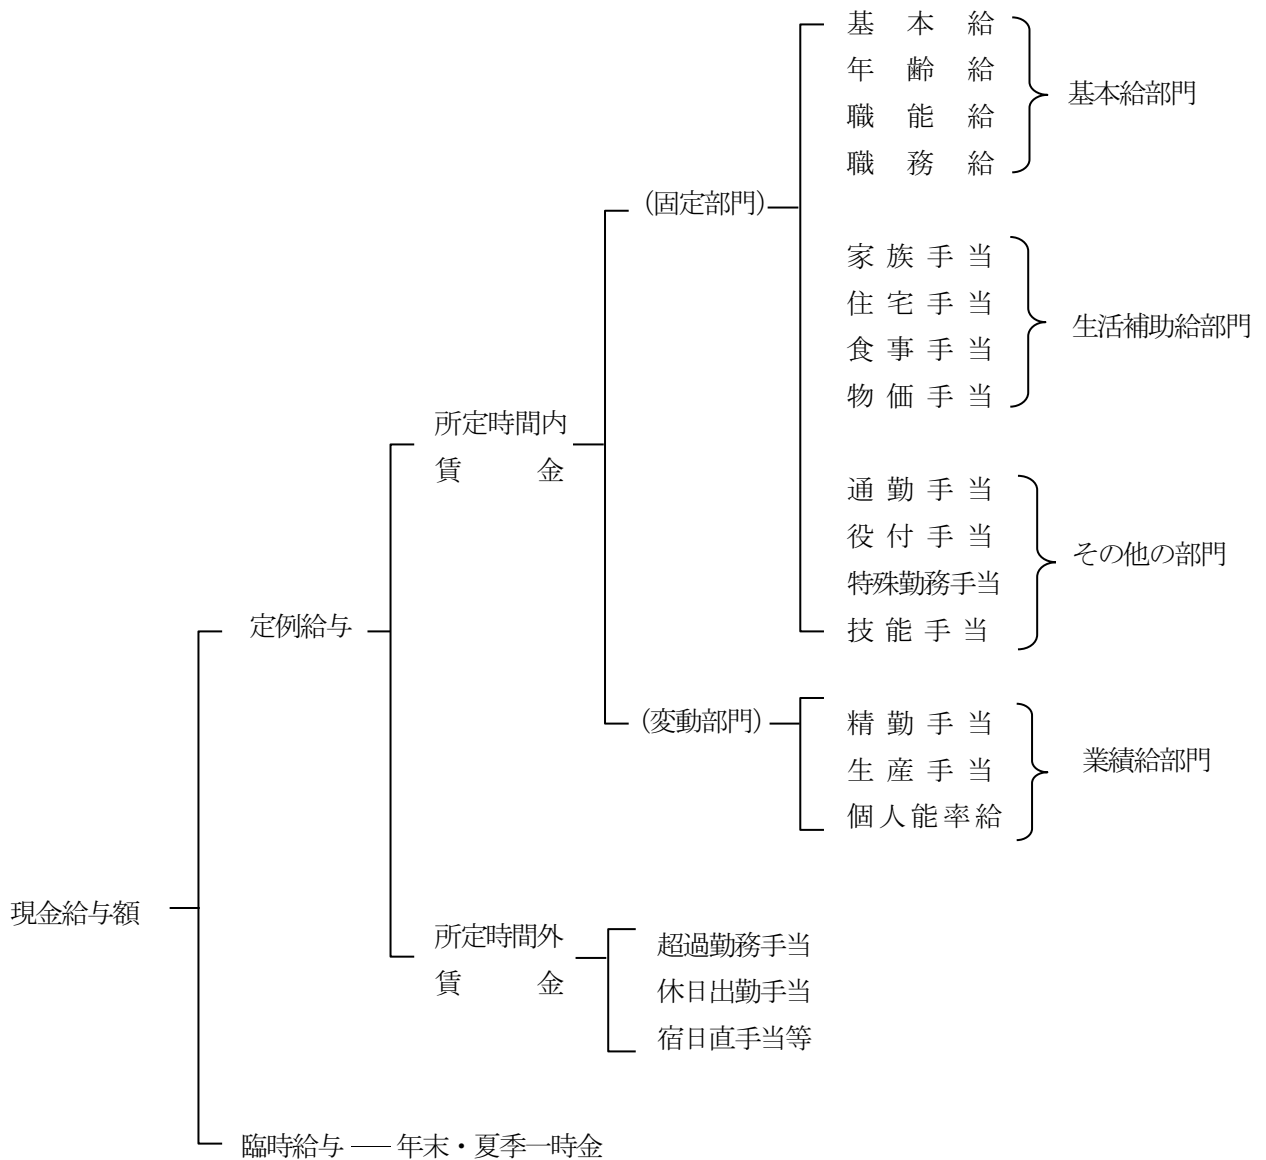 基本給
年齢給
職能給
職務給
基本給部門
(固定部門)
家族手当
住宅手当
食事手当
物価手当
生活補助給部門
所定時間内
賃金
通勤手当
役付手当
特殊勤務手当
技能手当
その他の部門
定例給与
(変動部門)
精勤手当
生産手当
個人能率給
業績給部門
現金給与額
所定時間外
賃金
超過勤務手当
休日出勤手当
宿日直手当等
臨時給与 ── 年末・夏季一時金